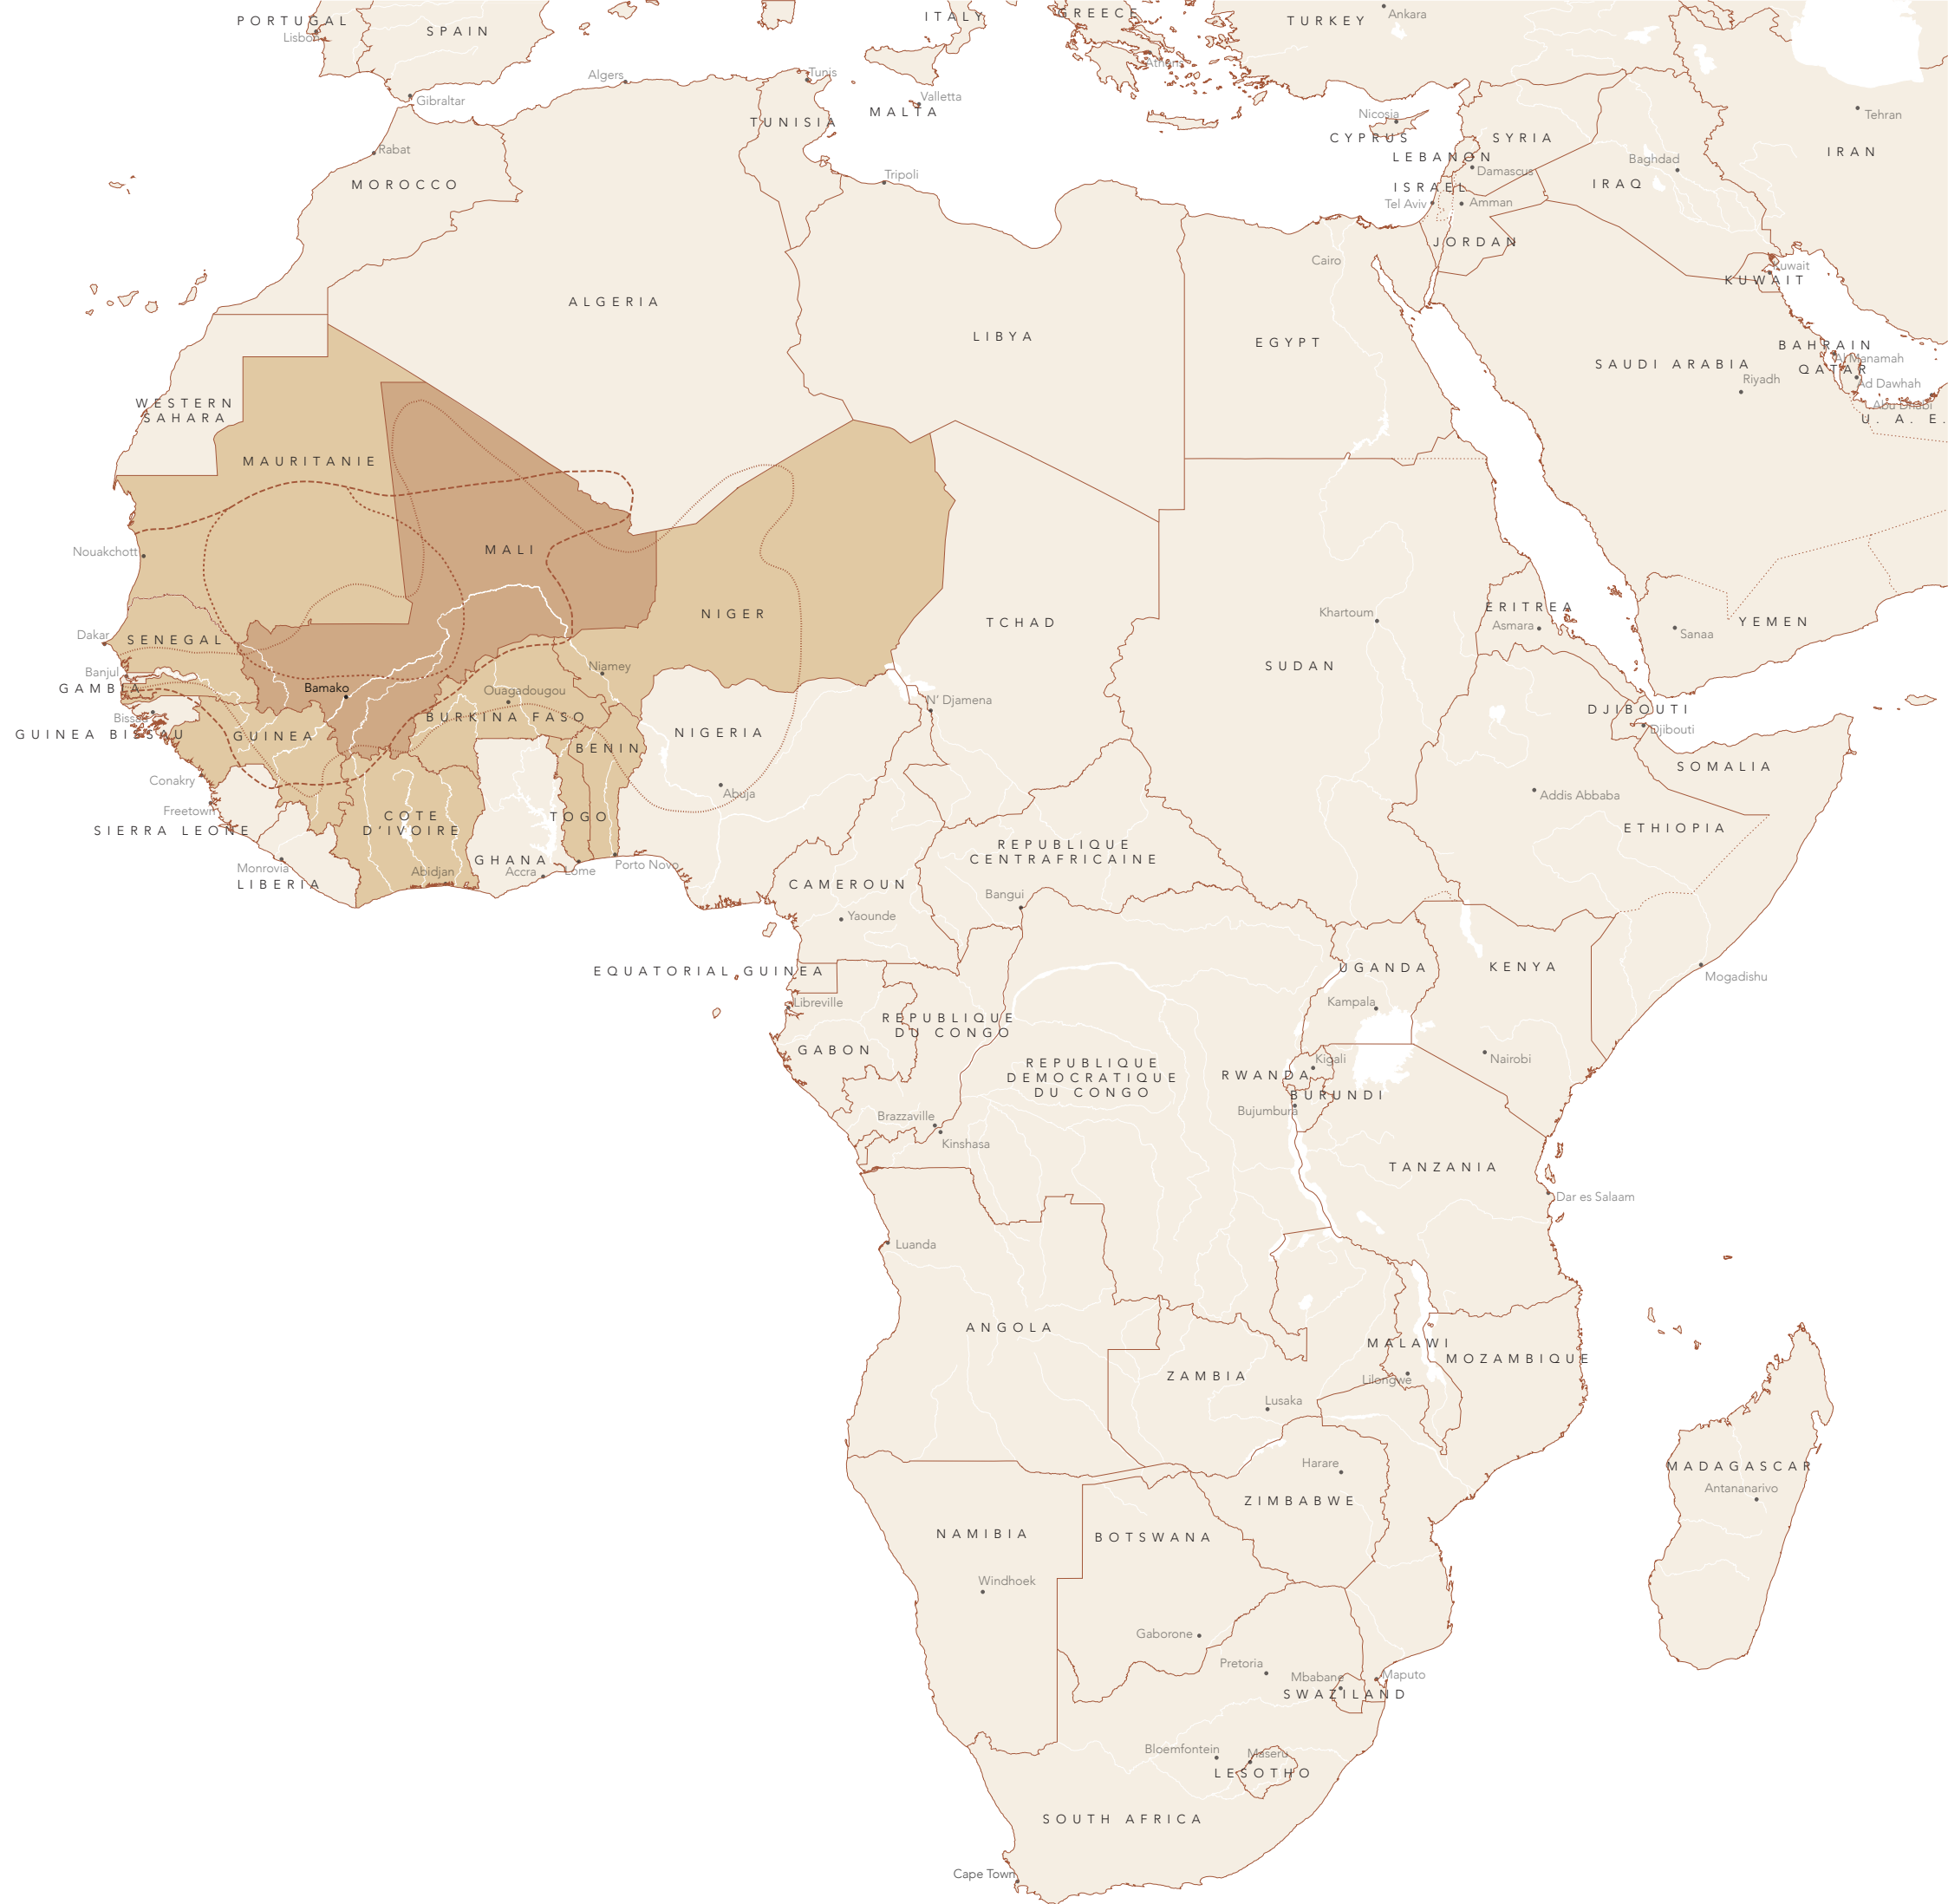 PORTUGAL
Lisbon
SPAIN
Gibraltar
ITALY
GREECE
Athens
TURKEY
Ankara
Algers
Tunis
TUNISIA
Valletta
MALTA
Nicosia
CYPRUS
SYRIA
LEBANON
Damascus
ISRAEL
Tel Aviv
Amman
JORDAN
Baghdad
IRAQ
Tehran
IRAN
Rabat
MOROCCO
Tripoli
Cairo
Kuwait
KUWAIT
ALGERIA
LIBYA
EGYPT
SAUDI ARABIA
Riyadh
BAHRAIN
Al Manamah
QATAR
Ad Dawhah
Abu Dhabi
U. A. E.
WESTERN
SAHARA
MAURITANIE
Nouakchott
MALI
NIGER
TCHAD
Khartoum
SUDAN
ERITREA
Asmara
Sanaa
YEMEN
Dakar
SENEGAL
Banjul
GAMBIA
Bissau
GUINEA BISSAU
Bamako
GUINEA
Niamey
Ouagadougou
BURKINA FASO
BENIN
NIGERIA
Abuja
N' Djamena
DJIBOUTI
Djibouti
SOMALIA
Addis Abbaba
ETHIOPIA
Conakry
Freetown
SIERRA LEONE
Monrovia
LIBERIA
COTE
D'IVOIRE
Abidjan
TOGO
GHANA
Accra
Lome
Porto Novo
REPUBLIQUE
CENTRAFRICAINE
Bangui
CAMEROUN
Yaounde
EQUATORIAL GUINEA
Libreville
GABON
REPUBLIQUE
DU CONGO
REPUBLIQUE
DEMOCRATIQUE
DU CONGO
Brazzaville
Kinshasa
UGANDA
Kampala
KENYA
Nairobi
Mogadishu
Kigali
RWANDA
BURUNDI
Bujumbura
TANZANIA
Dar es Salaam
Luanda
ANGOLA
ZAMBIA
Lusaka
MALAWI
Lilongwe
MOZAMBIQUE
Harare
ZIMBABWE
MADAGASCAR
Antananarivo
NAMIBIA
Windhoek
BOTSWANA
Gaborone
Pretoria
Mbabane
Maputo
SWAZILAND
Bloemfontein
Maseru
LESOTHO
SOUTH AFRICA
Cape Town